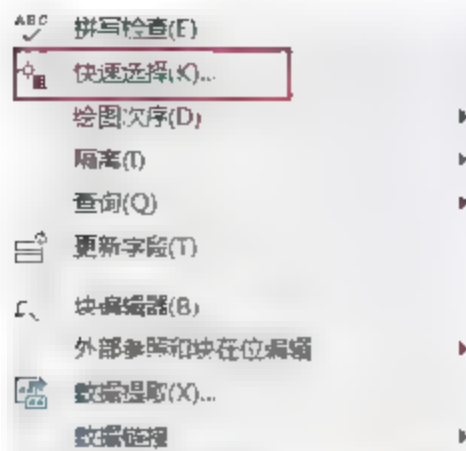 ABC
拼写检查(E)
快速选择(K)...
绘图次序(D)
隔离(I)
查询(Q)
更新字段(T)
块编辑器(B)
外部参照和块在位编辑
数据提取(X)...
数据链接